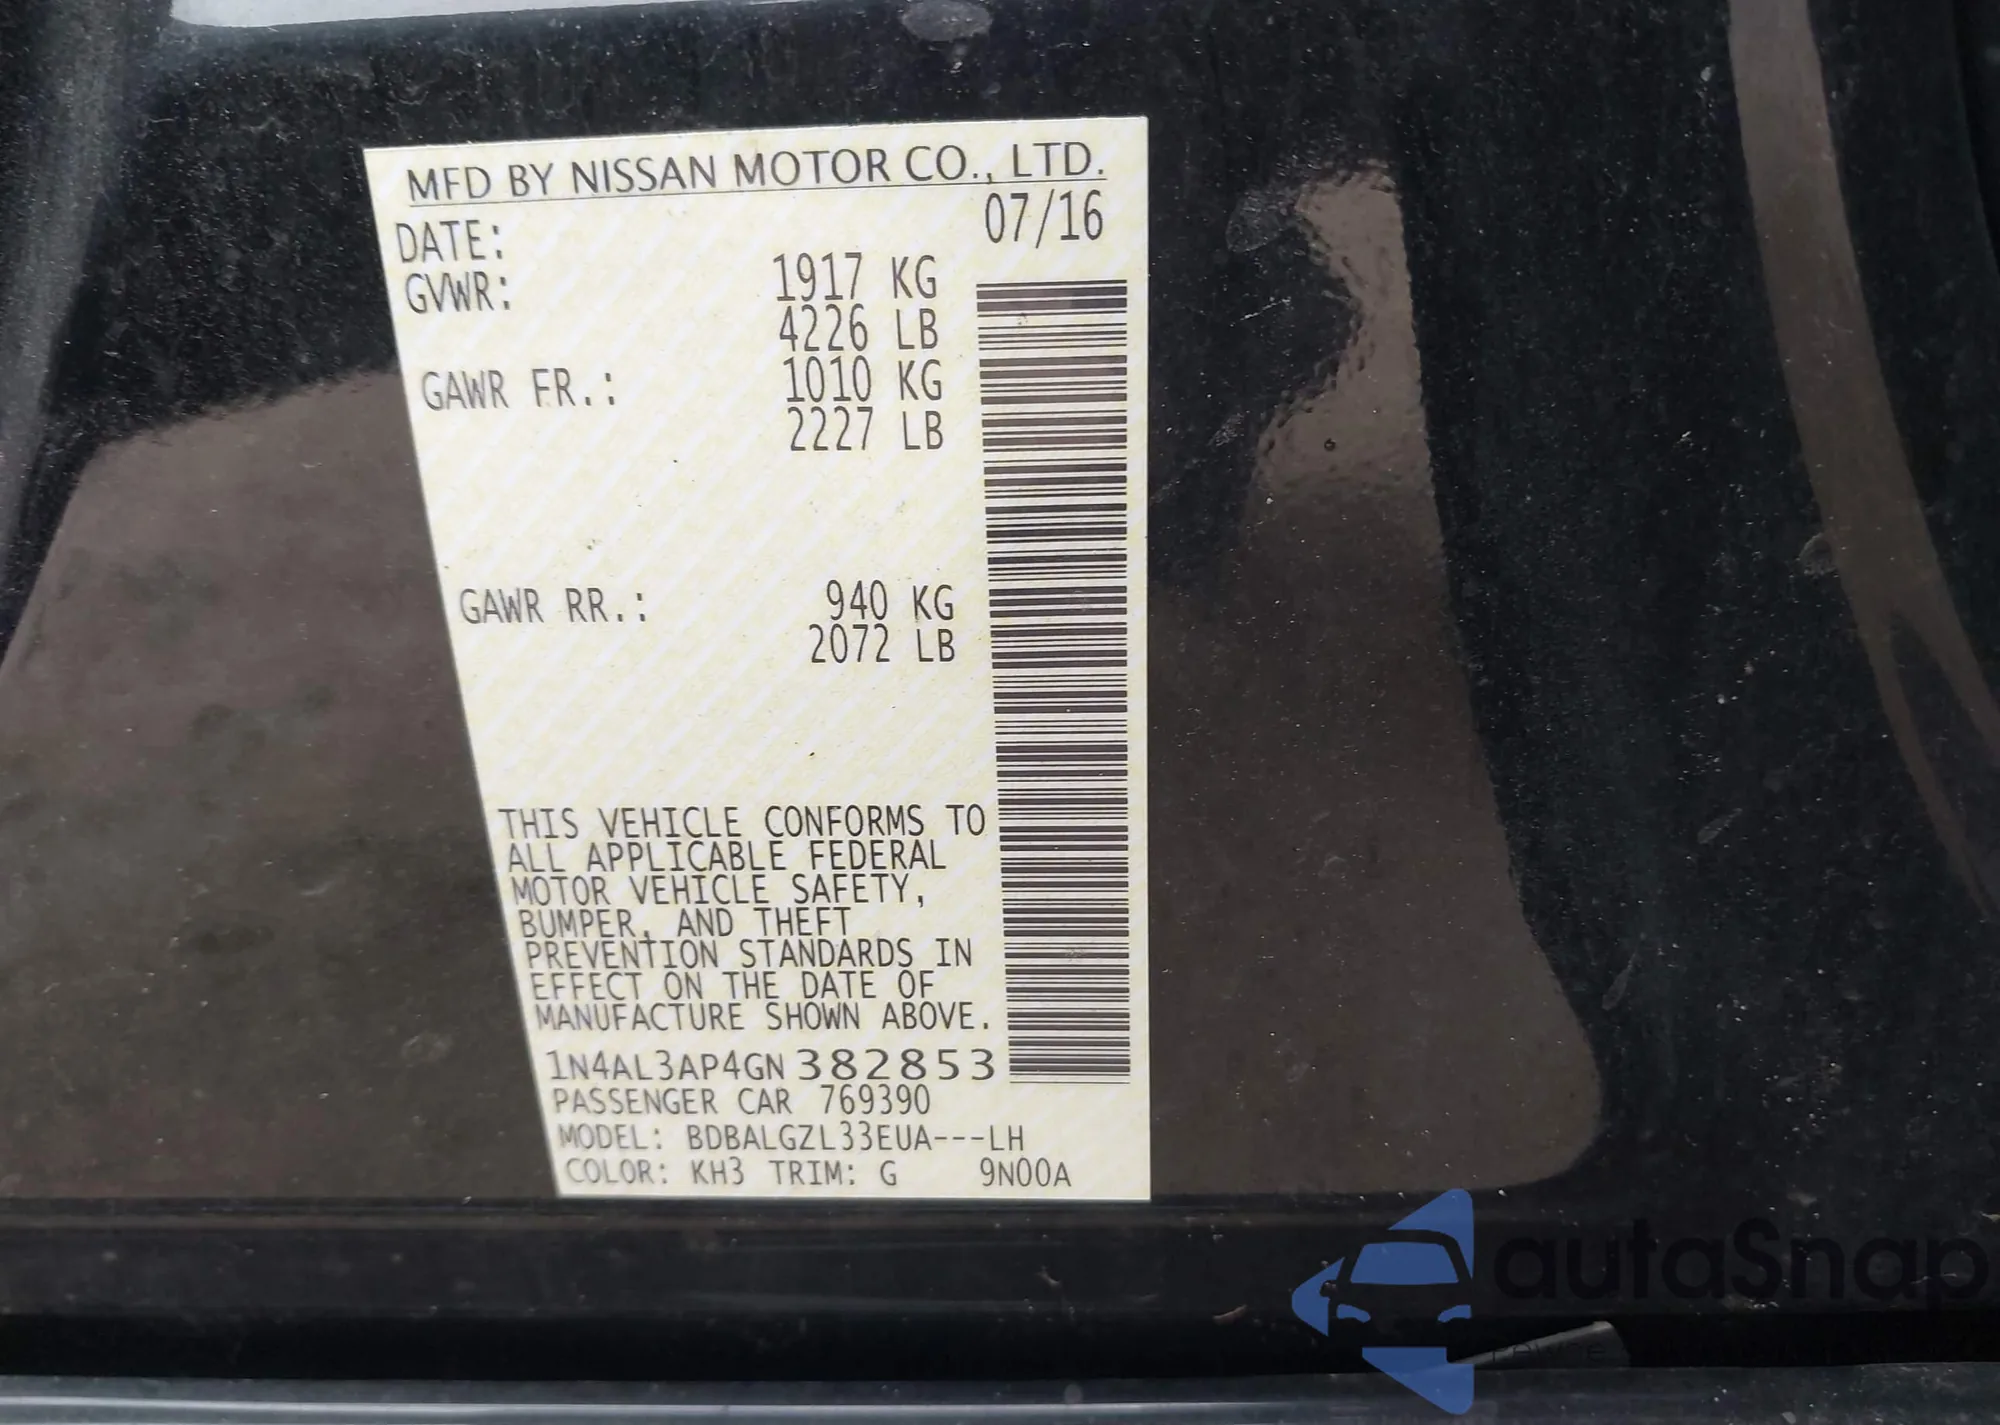 MFD BY NISSAN MOTOR CO., LTD.
DATE: 07/16
GVWR: 1917 KG
4226 LB
GAWR FR.: 1010 KG
2227 LB
GAWR RR.: 940 KG
2072 LB
THIS VEHICLE CONFORMS TO
ALL APPLICABLE FEDERAL
MOTOR VEHICLE SAFETY,
BUMPER, AND THEFT
PREVENTION STANDARDS IN
EFFECT ON THE DATE OF
MANUFACTURE SHOWN ABOVE.
1N4AL3AP4GN382853
PASSENGER CAR 769390
MODEL: BDBALGZL33EUA---LH
COLOR: KH3 TRIM: G 9N00A
autaSnap